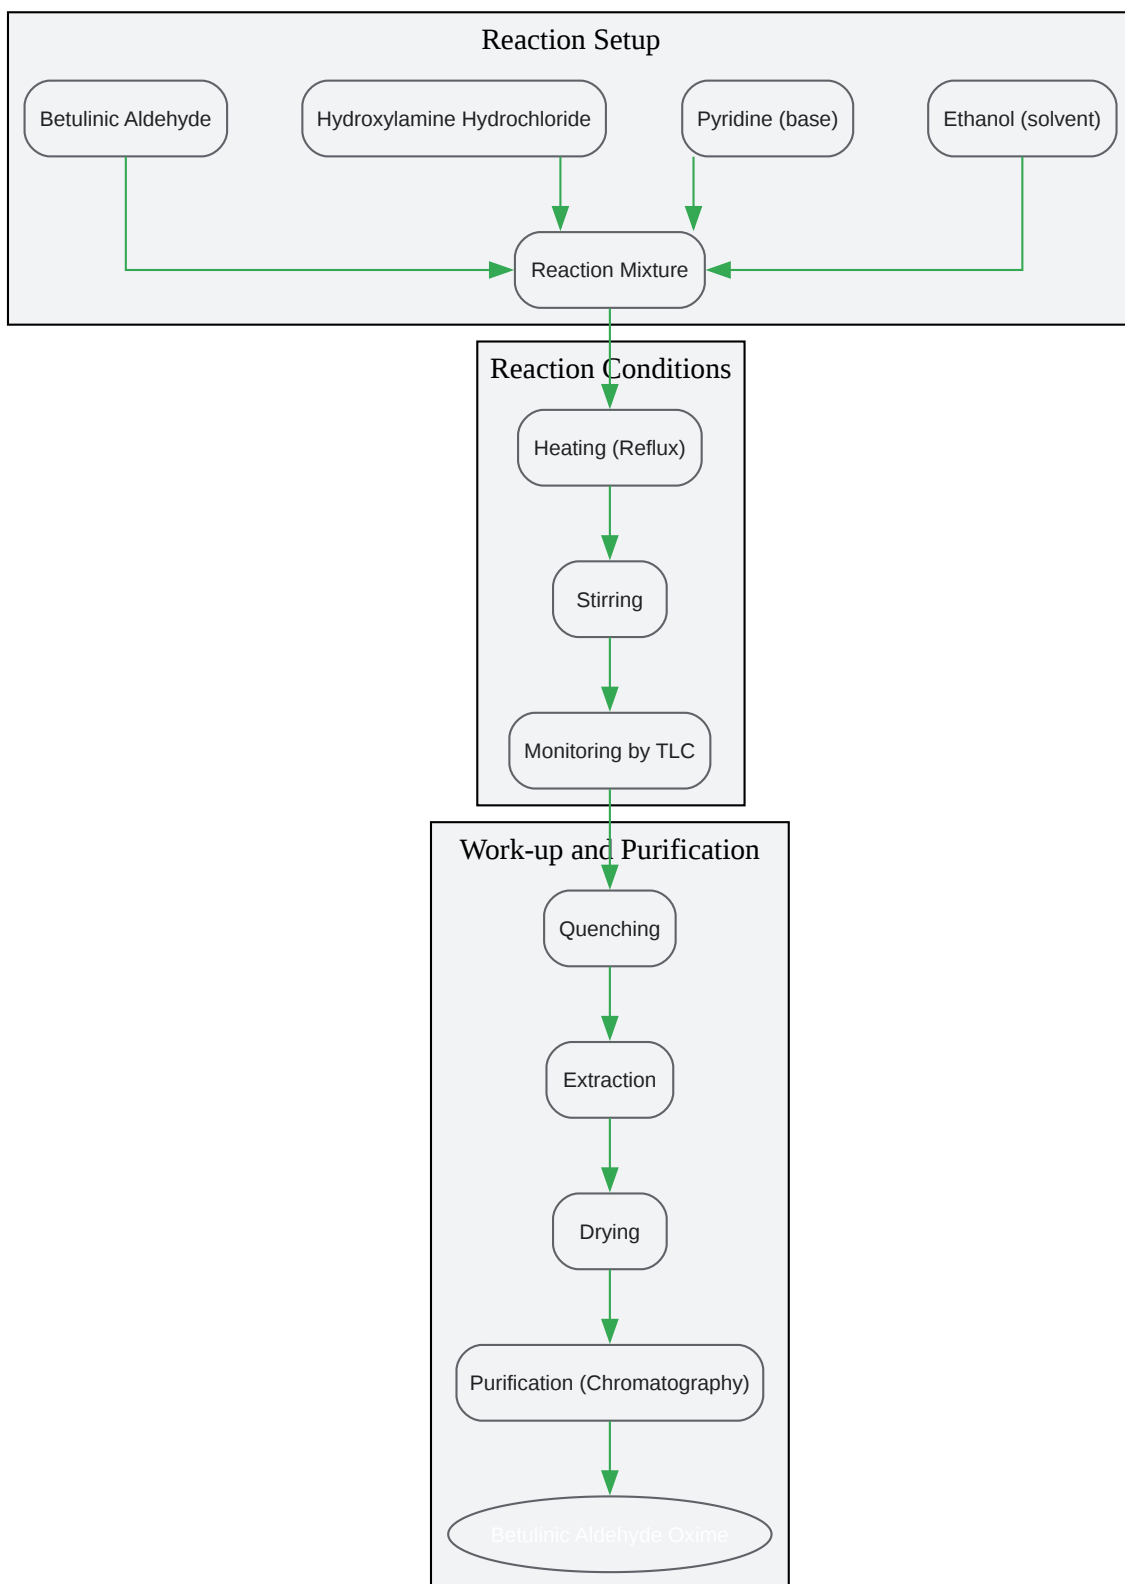 Reaction Setup
Betulinic Aldehyde
Hydroxylamine Hydrochloride
Pyridine (base)
Ethanol (solvent)
Reaction Mixture
Reaction Conditions
Heating (Reflux)
Stirring
Monitoring by TLC
Work-up and Purification
Quenching
Extraction
Drying
Purification (Chromatography)
Betulinic Aldehyde Oxime